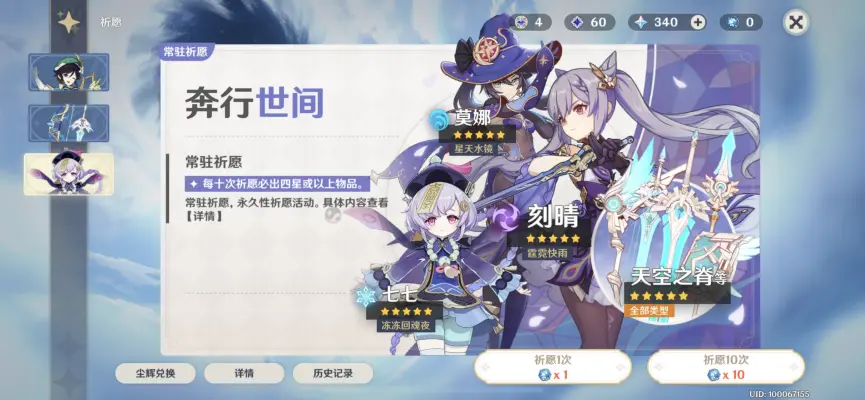 祈愿
4
60
340
0
常驻祈愿
奔行世间
常驻祈愿
每十次祈愿必出四星或以上物品。
常驻祈愿，永久性祈愿活动。具体内容查看
【详情】
莫娜
星天水镜
刻晴
霆霓快雨
七七
冻冻回魂夜
天空之脊等
全部类型
尘辉兑换
详情
历史记录
祈愿1次
x 1
祈愿10次
x 10
UID: 100067155